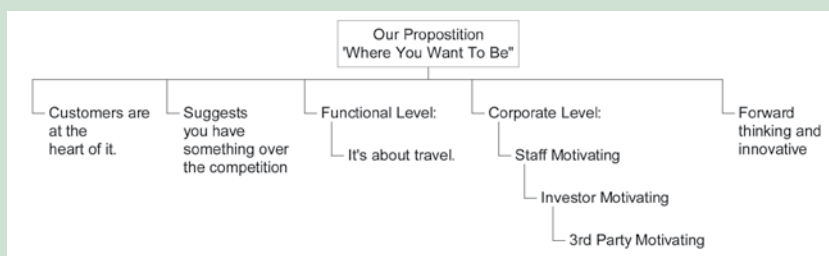 Our Propostition
"Where You Want To Be"
Customers are
at the
heart of it.
Suggests
you have
something over
the competition
Functional Level:
It's about travel.
Corporate Level:
Staff Motivating
Investor Motivating
3rd Party Motivating
Forward
thinking and
innovative